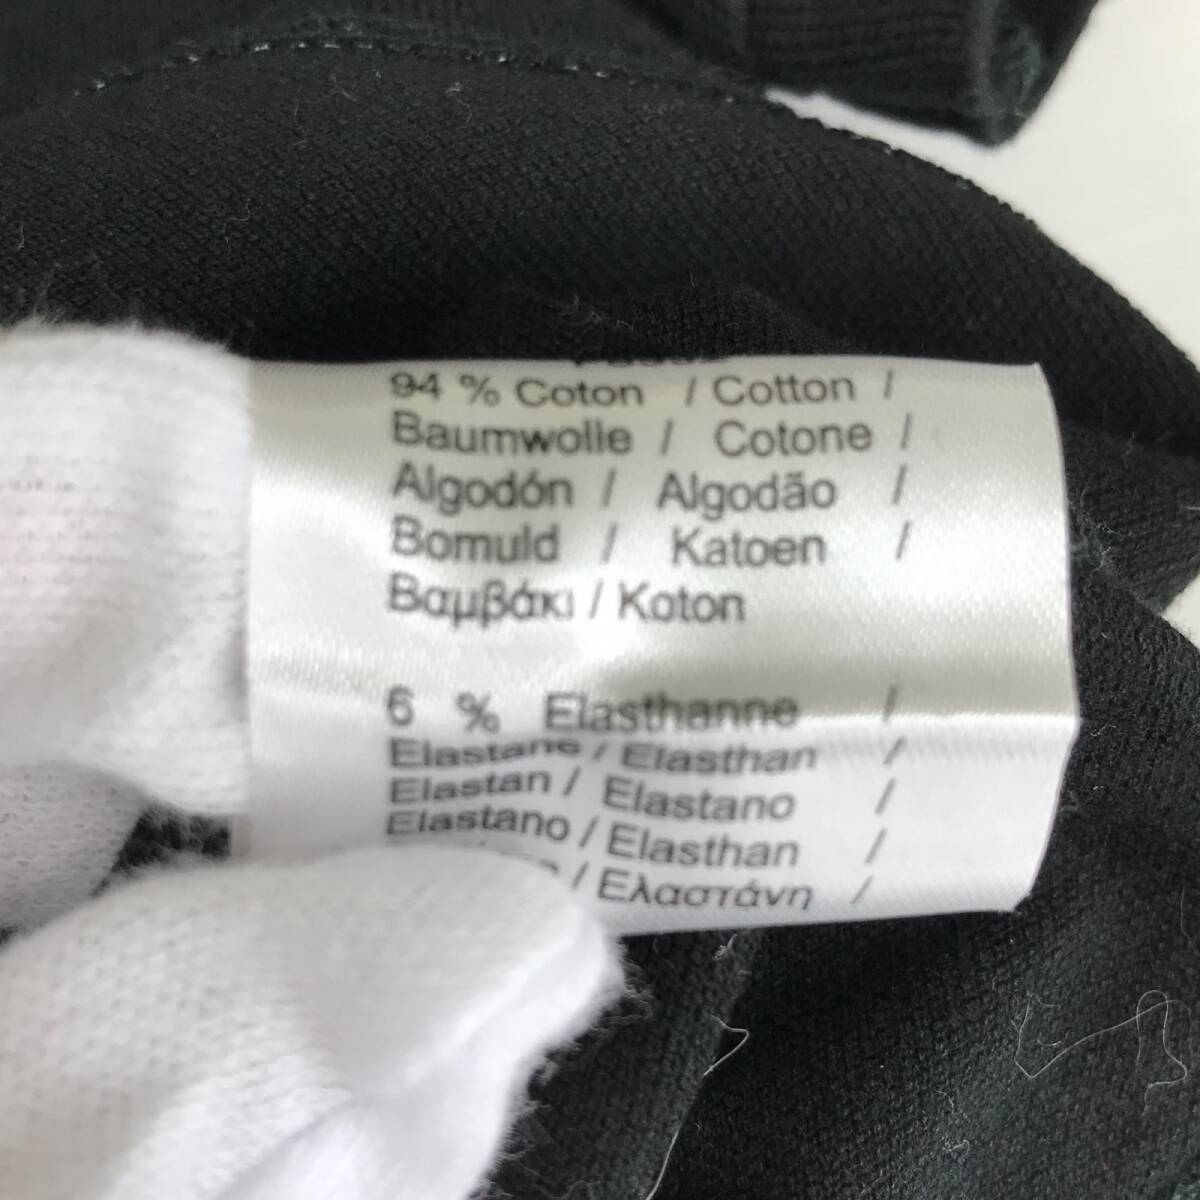 94 % Coton / Cotton /
Baumwolle / Cotone /
Algodón / Algodão /
Bomuld / Katoen /
Βαμβάκι / Koton
6 % Elasthanne /
Elastane / Elasthan /
Elastan / Elastano /
Elastano / Elasthan /
/ Ελαστάνη /